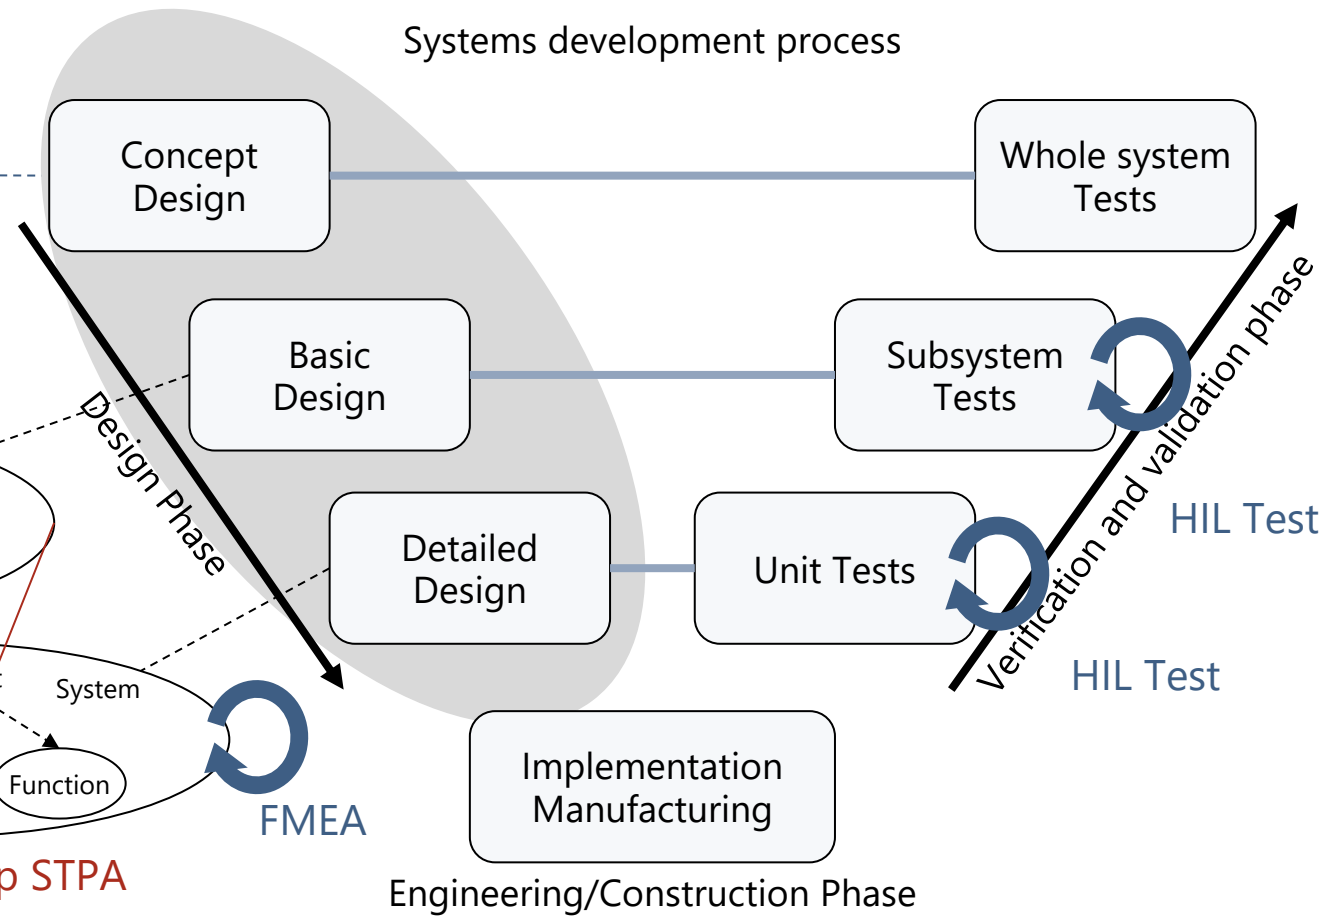 Systems development process
Concept
Design
Whole system
Tests
Basic
Design
Subsystem
Tests
Design Phase
Verification and validation phase
Detailed
Design
Unit Tests
HIL Test
HIL Test
System
Function
FMEA
Implementation
Manufacturing
p STPA
Engineering/Construction Phase